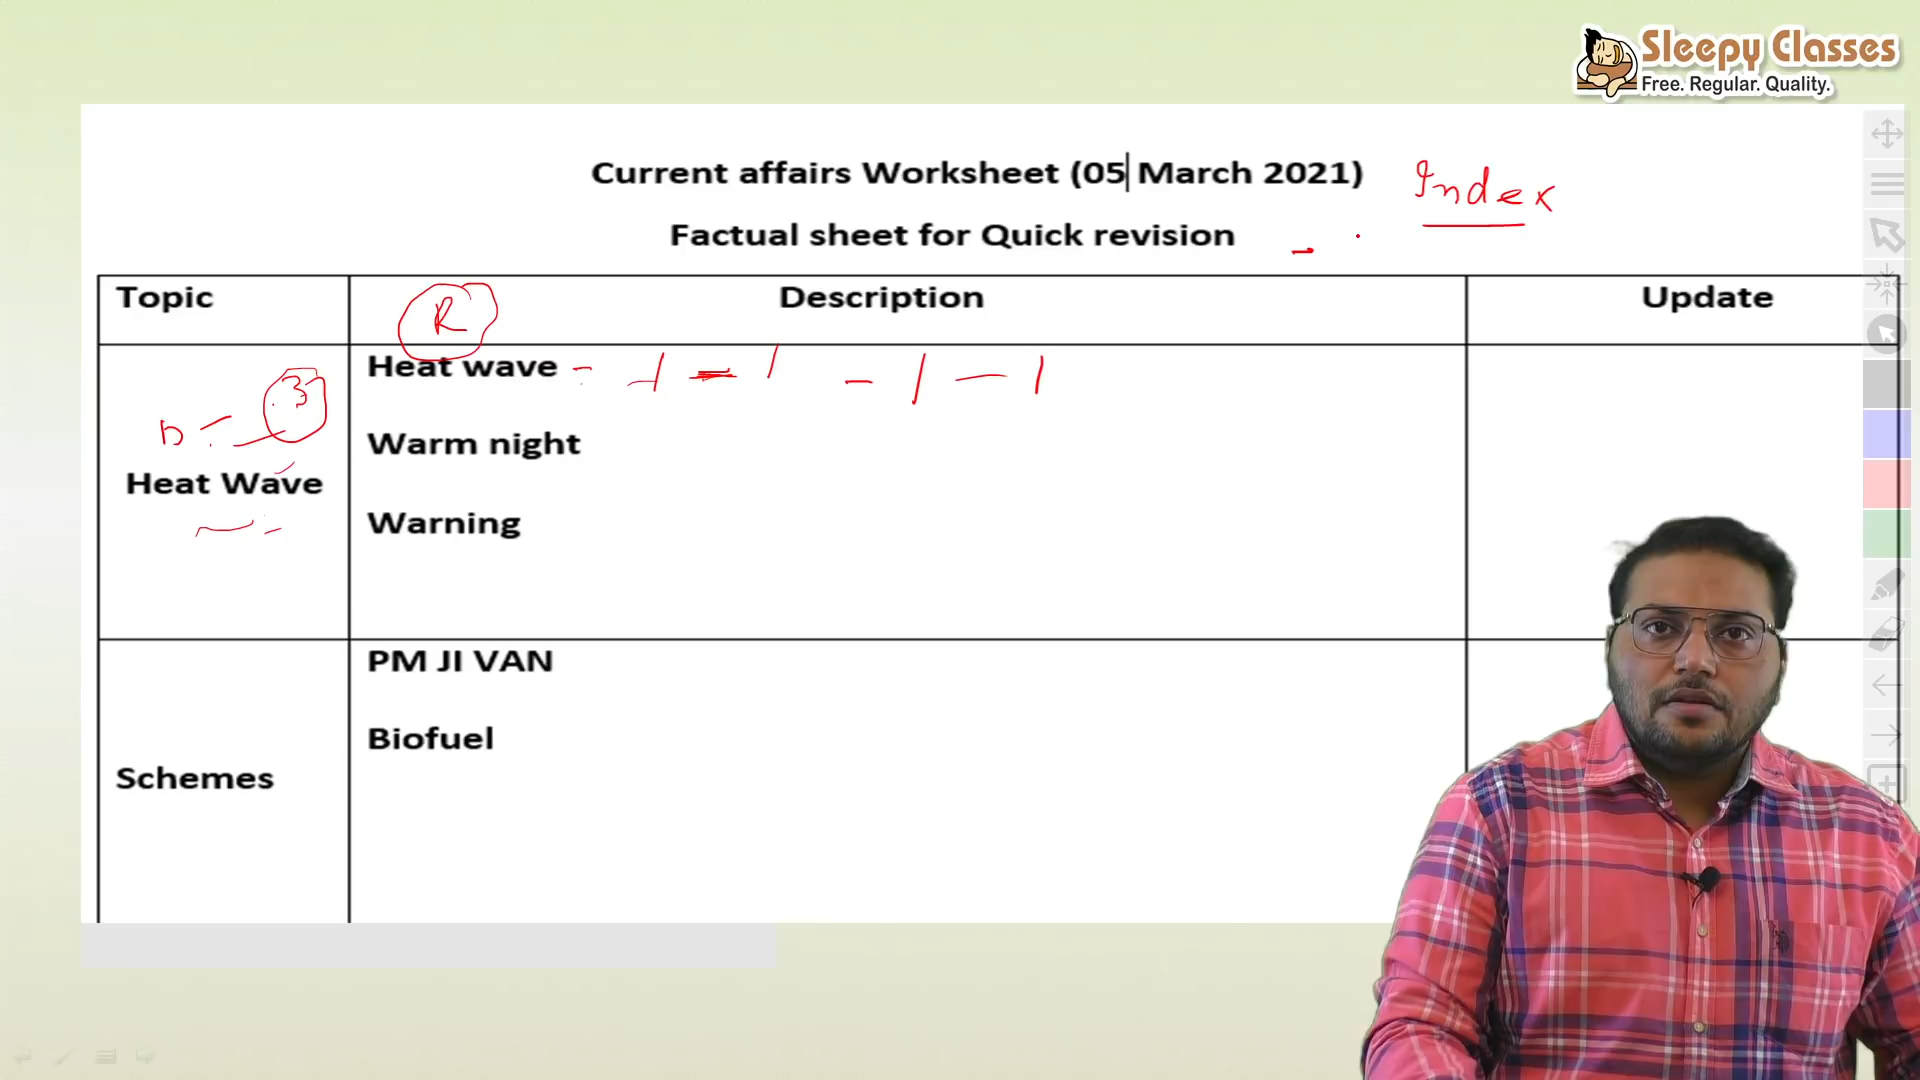 Sleepy Classes
Free. Regular. Quality.
Current affairs Worksheet (05 March 2021)
Index
Factual sheet for Quick revision
Topic
Description
Update
R
Heat wave
3
Warm night
Heat Wave
Warning
PM JI VAN
Biofuel
Schemes